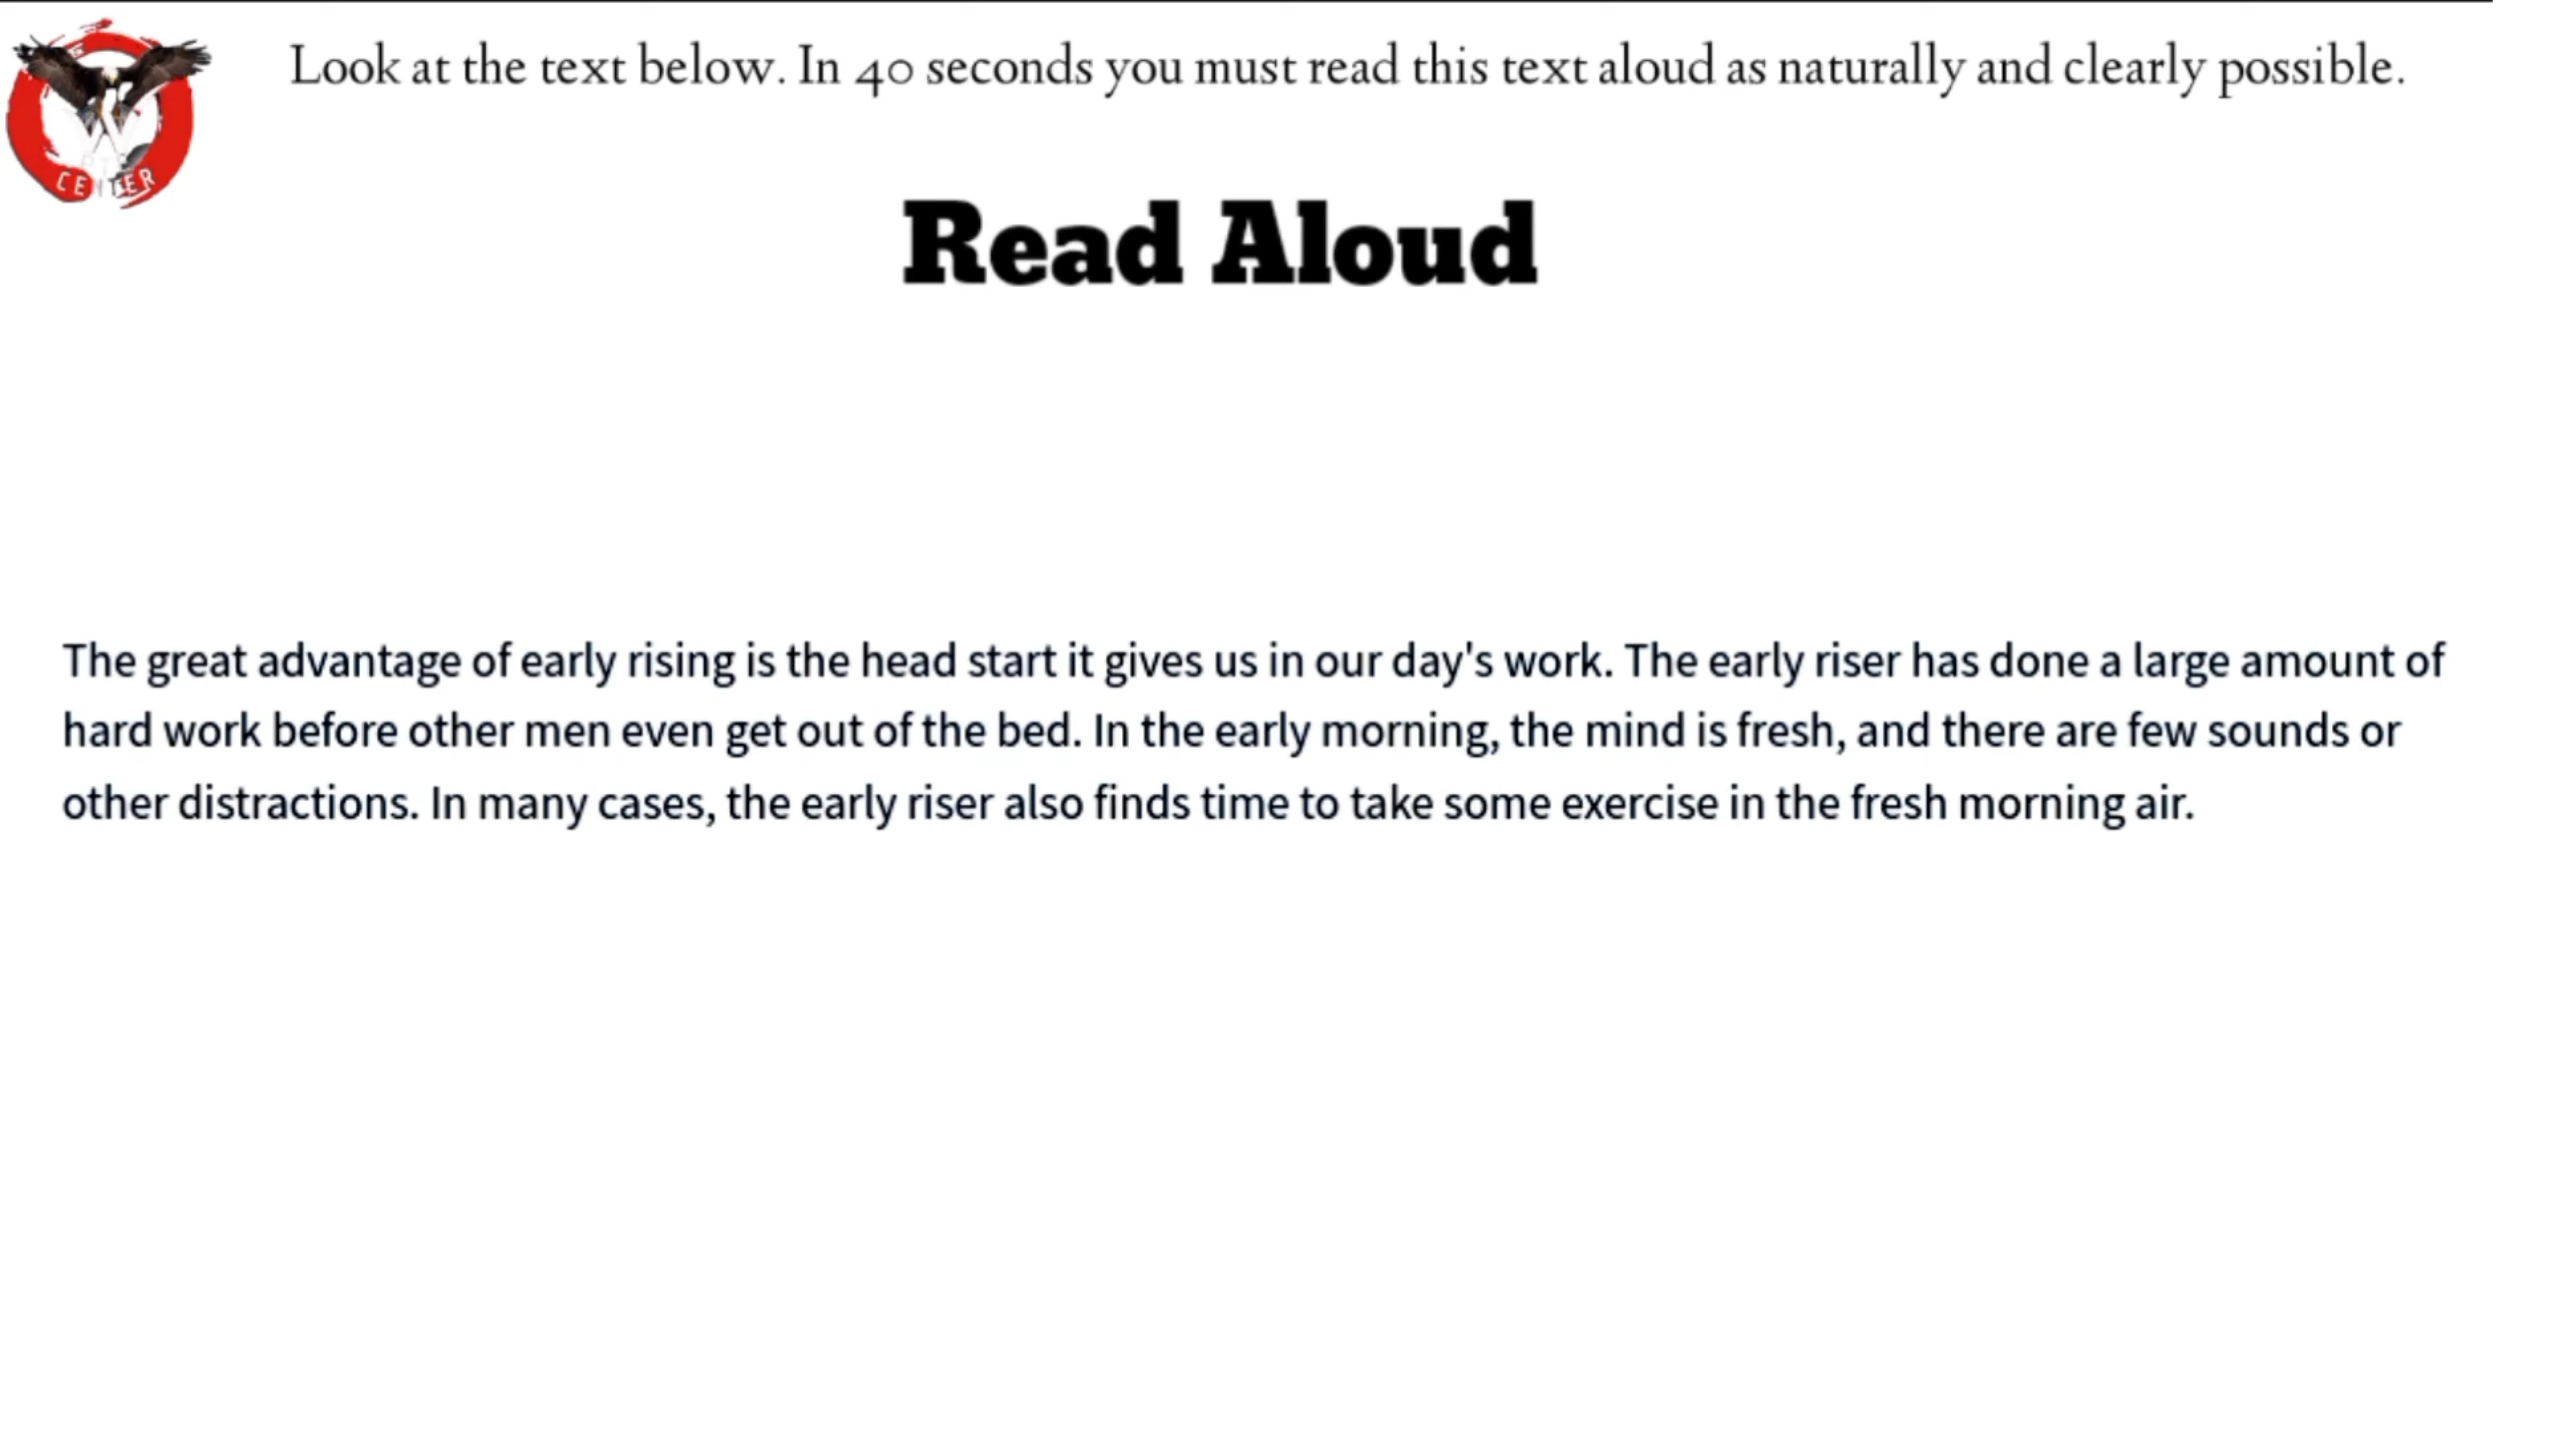 Look at the text below. In 40 seconds you must read this text aloud as naturally and clearly possible.
CENTER
Read Aloud
The great advantage of early rising is the head start it gives us in our day's work. The early riser has done a large amount of
hard work before other men even get out of the bed. In the early morning, the mind is fresh, and there are few sounds or
other distractions. In many cases, the early riser also finds time to take some exercise in the fresh morning air.